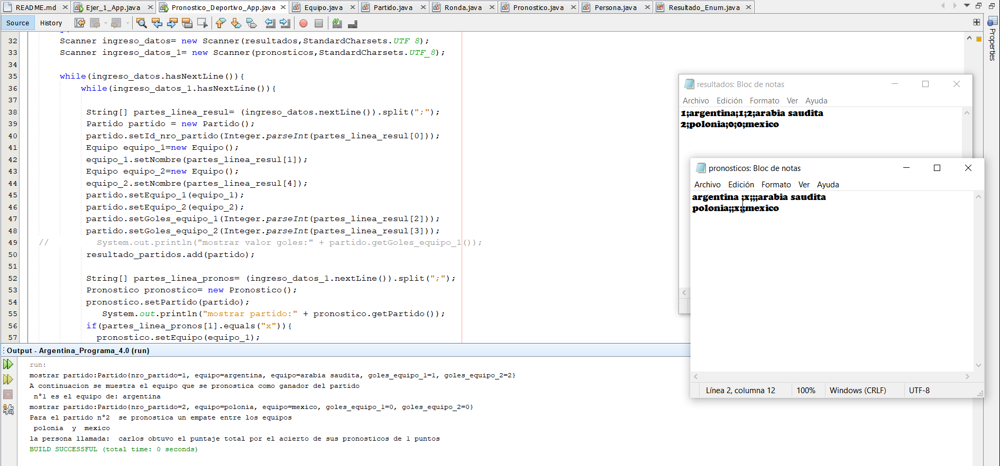 README.md Ejer_1_App.java Pronostico_Deportivo_App.java Equipo.java Partido.java Ronda.java Pronostico.java Persona.java Resultado_Enum.java
Source History
Properties
32 Scanner ingreso_datos= new Scanner(resultados,StandardCharsets.UTF_8);
33 Scanner ingreso_datos_1= new Scanner(pronosticos,StandardCharsets.UTF_8);
34
35 while(ingreso_datos.hasNextLine()){
36 while(ingreso_datos_1.hasNextLine()){
37
38 String[] partes_linea_resul= (ingreso_datos.nextLine()).split(";");
39 Partido partido = new Partido();
40 partido.setId_nro_partido(Integer.parseInt(partes_linea_resul[0]));
41 Equipo equipo_1=new Equipo();
42 equipo_1.setNombre(partes_linea_resul[1]);
43 Equipo equipo_2=new Equipo();
44 equipo_2.setNombre(partes_linea_resul[4]);
45 partido.setEquipo_1(equipo_1);
46 partido.setEquipo_2(equipo_2);
47 partido.setGoles_equipo_1(Integer.parseInt(partes_linea_resul[2]));
48 partido.setGoles_equipo_2(Integer.parseInt(partes_linea_resul[3]));
49 // System.out.println("mostrar valor goles:" + partido.getGoles_equipo_1());
50 resultado_partidos.add(partido);
51
52 String[] partes_linea_pronos= (ingreso_datos_1.nextLine()).split(";");
53 Pronostico pronostico= new Pronostico();
54 pronostico.setPartido(partido);
55 System.out.println("mostrar partido:" + pronostico.getPartido());
56 if(partes_linea_pronos[1].equals("x")){
57 pronostico.setEquipo(equipo_1);
resultados: Bloc de notas
Archivo Edición Formato Ver Ayuda
1;argentina;1;2;arabia saudita
2;polonia;0;0;mexico
pronosticos: Bloc de notas
Archivo Edición Formato Ver Ayuda
argentina ;x;;;arabia saudita
polonia;;x;;mexico
Línea 2, columna 12 100% Windows (CRLF) UTF-8
Output - Argentina_Programa_4.0 (run)
run:
mostrar partido:Partido{nro_partido=1, equipo=argentina, equipo=arabia saudita, goles_equipo_1=1, goles_equipo_2=2}
A continuacion se muestra el equipo que se pronostica como ganador del partido
n°1 es el equipo de: argentina
mostrar partido:Partido{nro_partido=2, equipo=polonia, equipo=mexico, goles_equipo_1=0, goles_equipo_2=0}
Para el partido n°2 se pronostica un empate entre los equipos
polonia y mexico
la persona llamada: carlos obtuvo el puntaje total por el acierto de sus pronosticos de 1 puntos
BUILD SUCCESSFUL (total time: 0 seconds)